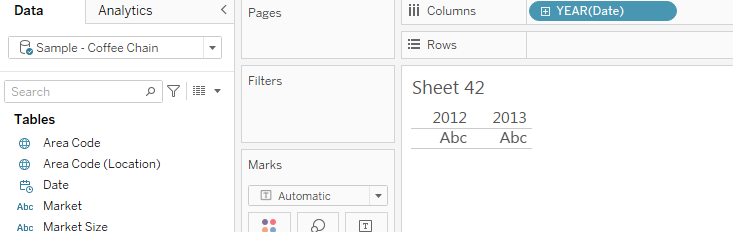 Data
Analytics
Sample - Coffee Chain
Search
Tables
Area Code
Area Code (Location)
Date
Abc Market
Abc Market Size
Pages
Filters
Marks
T Automatic
T
Columns
YEAR(Date)
Rows
Sheet 42
2012 2013
Abc Abc